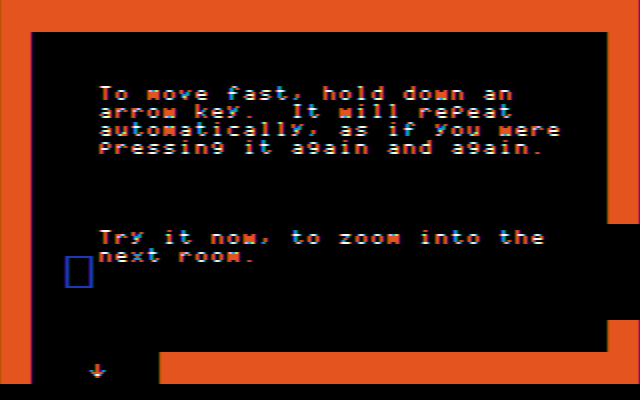 To move fast, hold down an
arrow key.  It will repeat
automatically, as if you were
Pressing it again and again.
Try it now, to zoom into the
next room.
↓